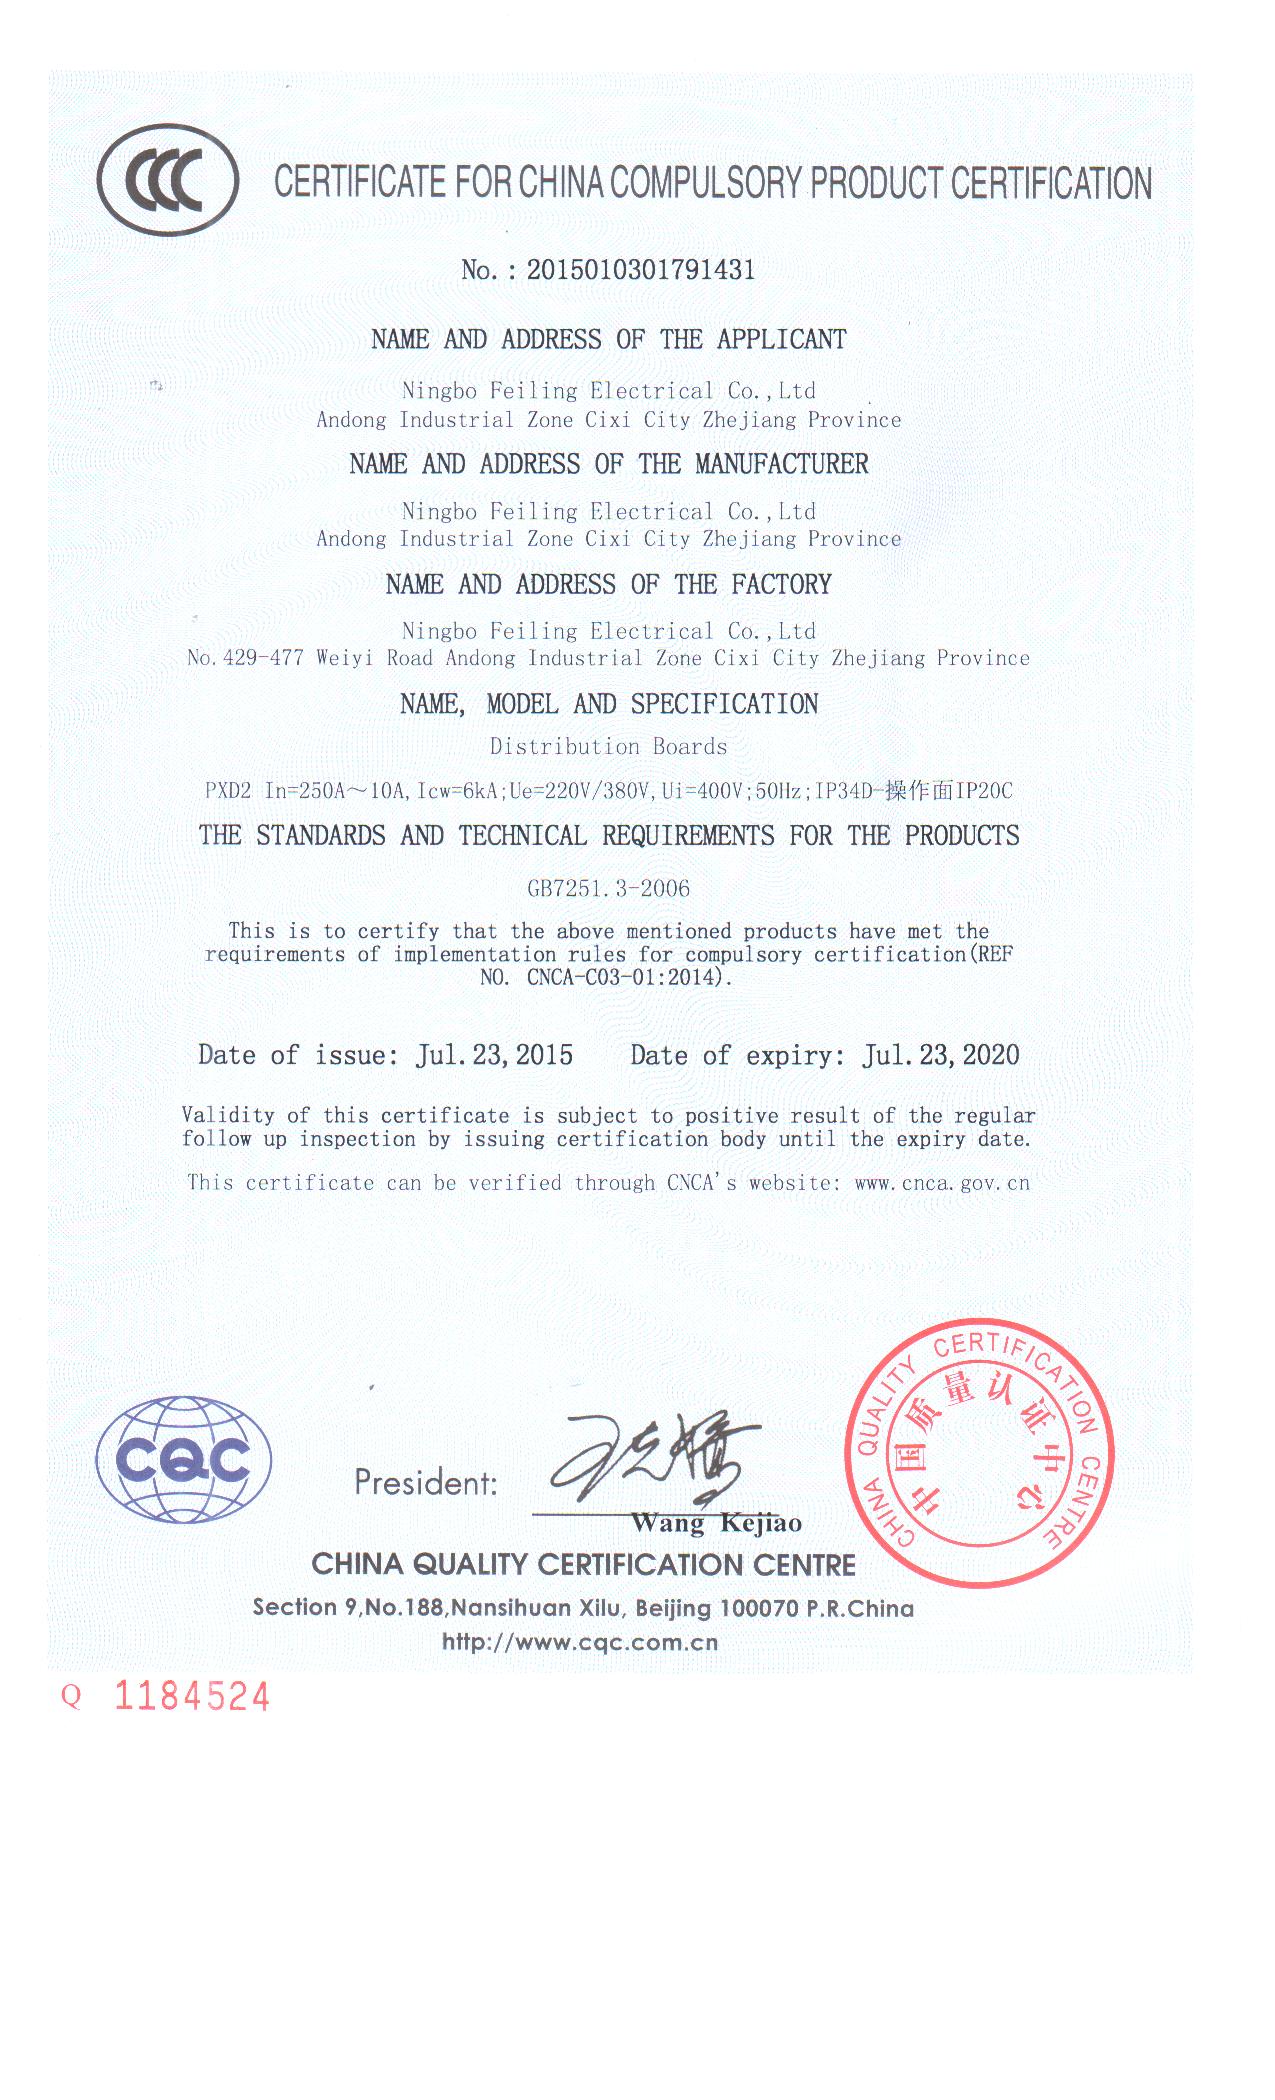 CCC
CERTIFICATE FOR CHINA COMPULSORY PRODUCT CERTIFICATION
No.: 2015010301791431
NAME AND ADDRESS OF THE APPLICANT
Ningbo Feiling Electrical Co.,Ltd
Andong Industrial Zone Cixi City Zhejiang Province
NAME AND ADDRESS OF THE MANUFACTURER
Ningbo Feiling Electrical Co.,Ltd
Andong Industrial Zone Cixi City Zhejiang Province
NAME AND ADDRESS OF THE FACTORY
Ningbo Feiling Electrical Co.,Ltd
No.429-477 Weiyi Road Andong Industrial Zone Cixi City Zhejiang Province
NAME, MODEL AND SPECIFICATION
Distribution Boards
PXD2 In=250A～10A,Icw=6kA;Ue=220V/380V,Ui=400V;50Hz;IP34D-操作面IP20C
THE STANDARDS AND TECHNICAL REQUIREMENTS FOR THE PRODUCTS
GB7251.3-2006
This is to certify that the above mentioned products have met the
requirements of implementation rules for compulsory certification(REF
NO. CNCA-C03-01:2014).
Date of issue: Jul.23,2015 Date of expiry: Jul.23,2020
Validity of this certificate is subject to positive result of the regular
follow up inspection by issuing certification body until the expiry date.
This certificate can be verified through CNCA's website: www.cnca.gov.cn
CHINA QUALITY CERTIFICATION CENTRE
中国质量认证中心
CQC
President:
王克娇
Wang Kejiao
CHINA QUALITY CERTIFICATION CENTRE
Section 9,No.188,Nansihuan Xilu, Beijing 100070 P.R.China
http://www.cqc.com.cn
Q 1184524